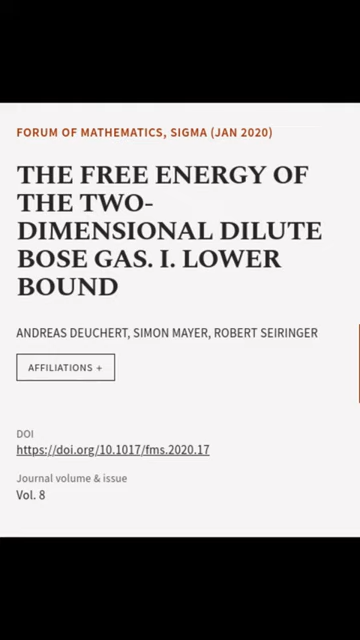 FORUM OF MATHEMATICS, SIGMA (JAN 2020)
THE FREE ENERGY OF
THE TWO-
DIMENSIONAL DILUTE
BOSE GAS. I. LOWER
BOUND
ANDREAS DEUCHERT, SIMON MAYER, ROBERT SEIRINGER
AFFILIATIONS +
DOI
https://doi.org/10.1017/fms.2020.17
Journal volume & issue
Vol. 8